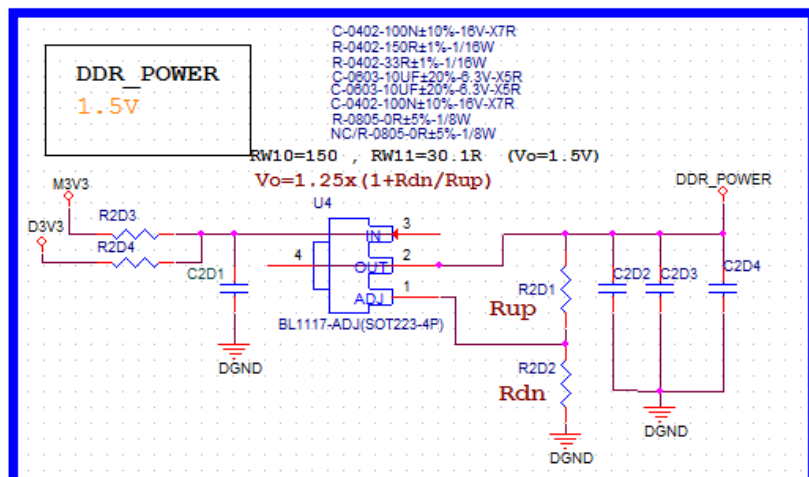 C-0402-100N±10%-16V-X7R
R-0402-150R±1%-1/16W
R-0402-33R±1%-1/16W
C-0603-10UF±20%-6.3V-X5R
C-0603-10UF±20%-6.3V-X5R
C-0402-100N±10%-16V-X7R
R-0805-0R±5%-1/8W
NC/R-0805-0R±5%-1/8W
DDR_POWER
1.5V
RW10=150 , RW11=30.1R (Vo=1.5V)
Vo=1.25x(1+Rdn/Rup)
M3V3
DDR_POWER
U4
R2D3
D3V3
R2D4
IN 3
4 OUT 2
C2D1
C2D2 C2D3 C2D4
ADJ 1
R2D1
Rup
BL1117-ADJ(SOT223-4P)
R2D2
DGND
Rdn
DGND
DGND